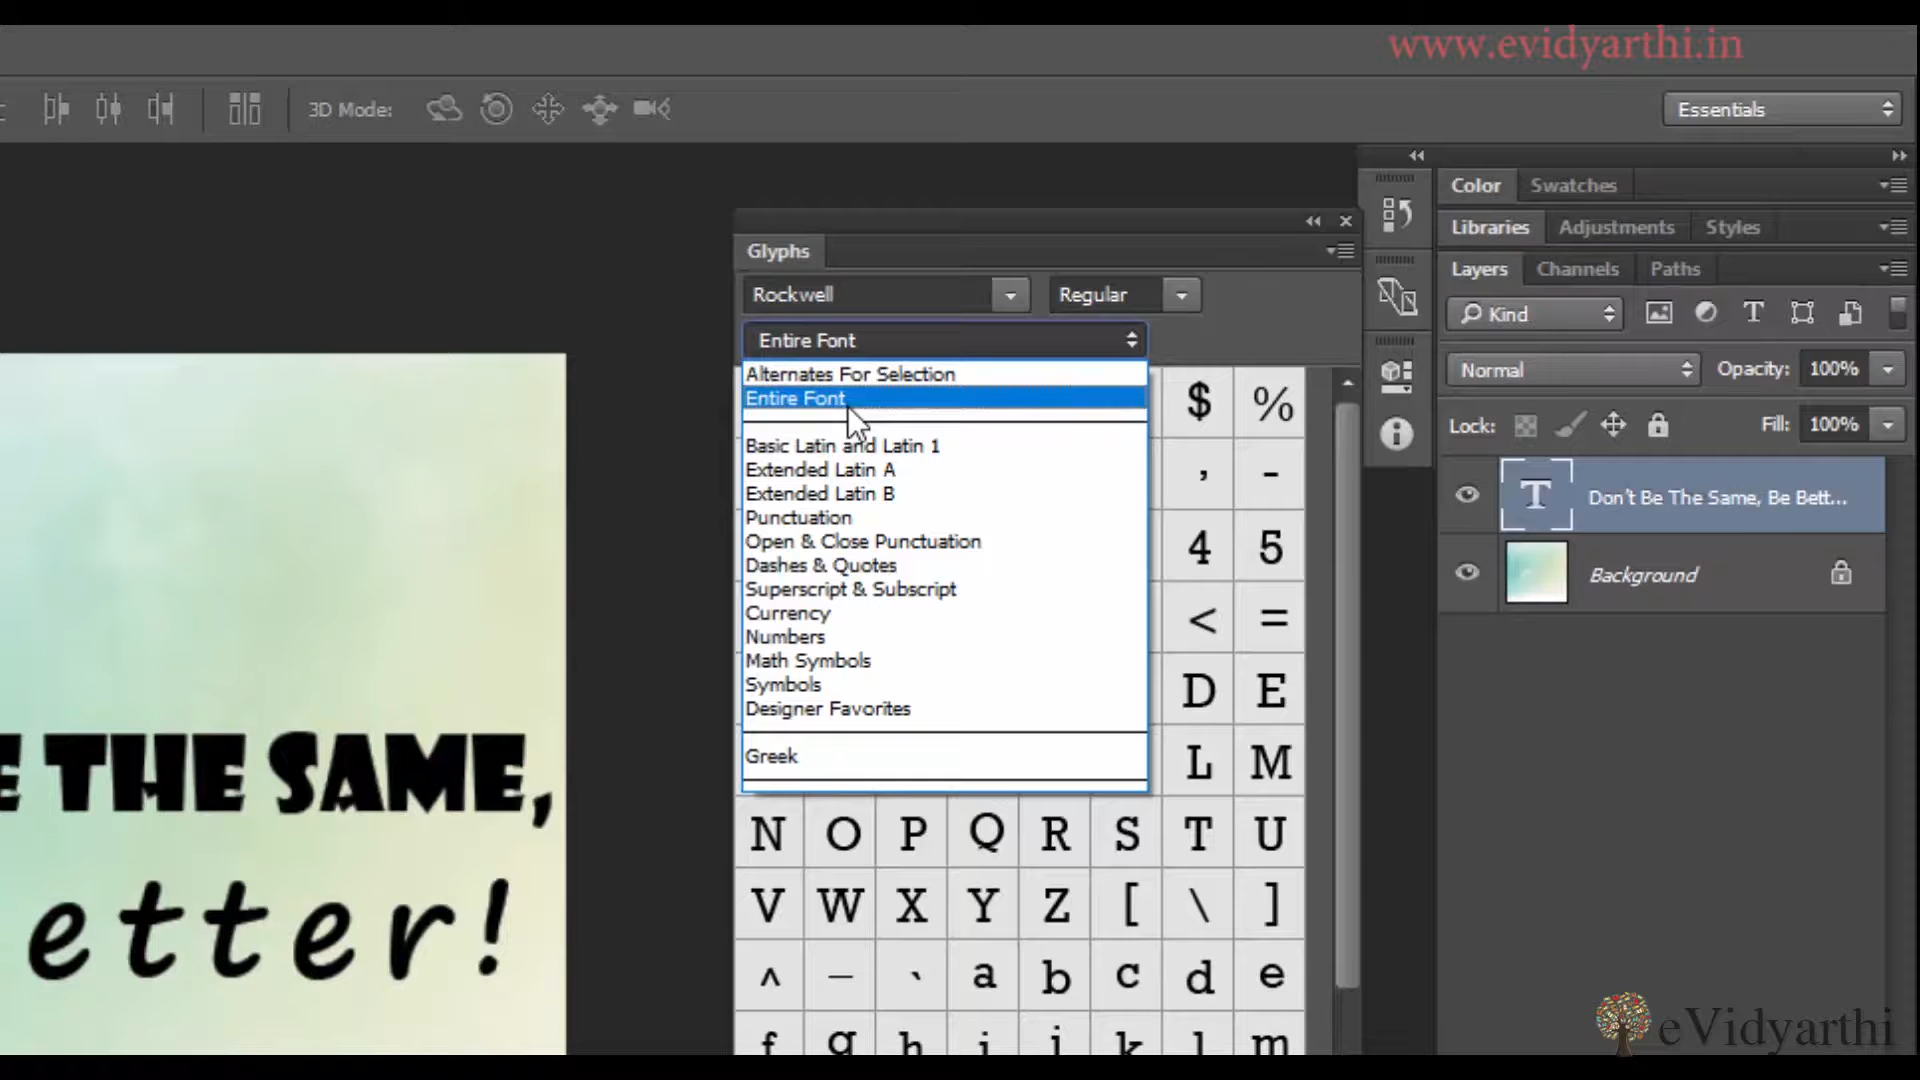 www.evidyarthi.in
3D Mode:
Essentials
Color Swatches
Libraries Adjustments Styles
Glyphs
Layers Channels Paths
Rockwell Regular
Kind
Entire Font
Normal Opacity: 100%
Alternates For Selection
Entire Font
Basic Latin and Latin 1
Extended Latin A
Extended Latin B
Punctuation
Open & Close Punctuation
Dashes & Quotes
Superscript & Subscript
Currency
Numbers
Math Symbols
Symbols
Designer Favorites
Greek
Lock: Fill: 100%
Don't Be The Same, Be Bett...
Background
$ %
, -
4 5
< =
D E
L M
N O P Q R S T U
V W X Y Z [ \ ]
^ _ ` a b c d e
f g h i j k l m
E THE SAME,
etter!
eVidyarthi